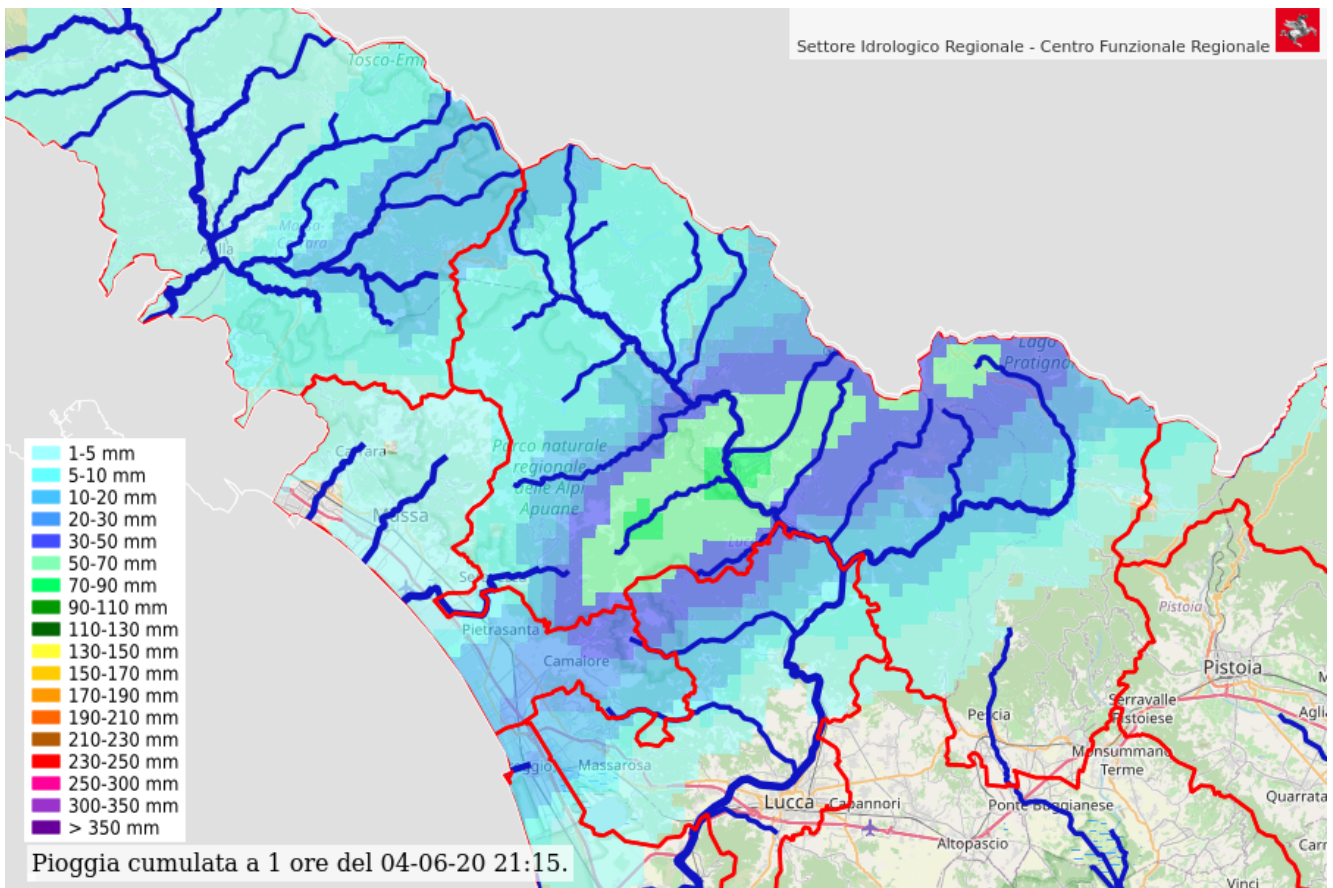 Settore Idrologico Regionale - Centro Funzionale Regionale
Tosco-Emi
Massa-
Carrara
Aulla
Lago
Pratignano
Parco naturale
regionale
delle Alpi
Apuane
Carrara
Massa
Pietrasanta
Camaiore
Massarosa
Lucca
Capannori
Pescia
Pistoia
Pistoia
Serravalle
Pistoiese
Monsummano
Terme
Ponte Buggianese
Altopascio
Quarrata
Vinci
1-5 mm
5-10 mm
10-20 mm
20-30 mm
30-50 mm
50-70 mm
70-90 mm
90-110 mm
110-130 mm
130-150 mm
150-170 mm
170-190 mm
190-210 mm
210-230 mm
230-250 mm
250-300 mm
300-350 mm
> 350 mm
Pioggia cumulata a 1 ore del 04-06-20 21:15.